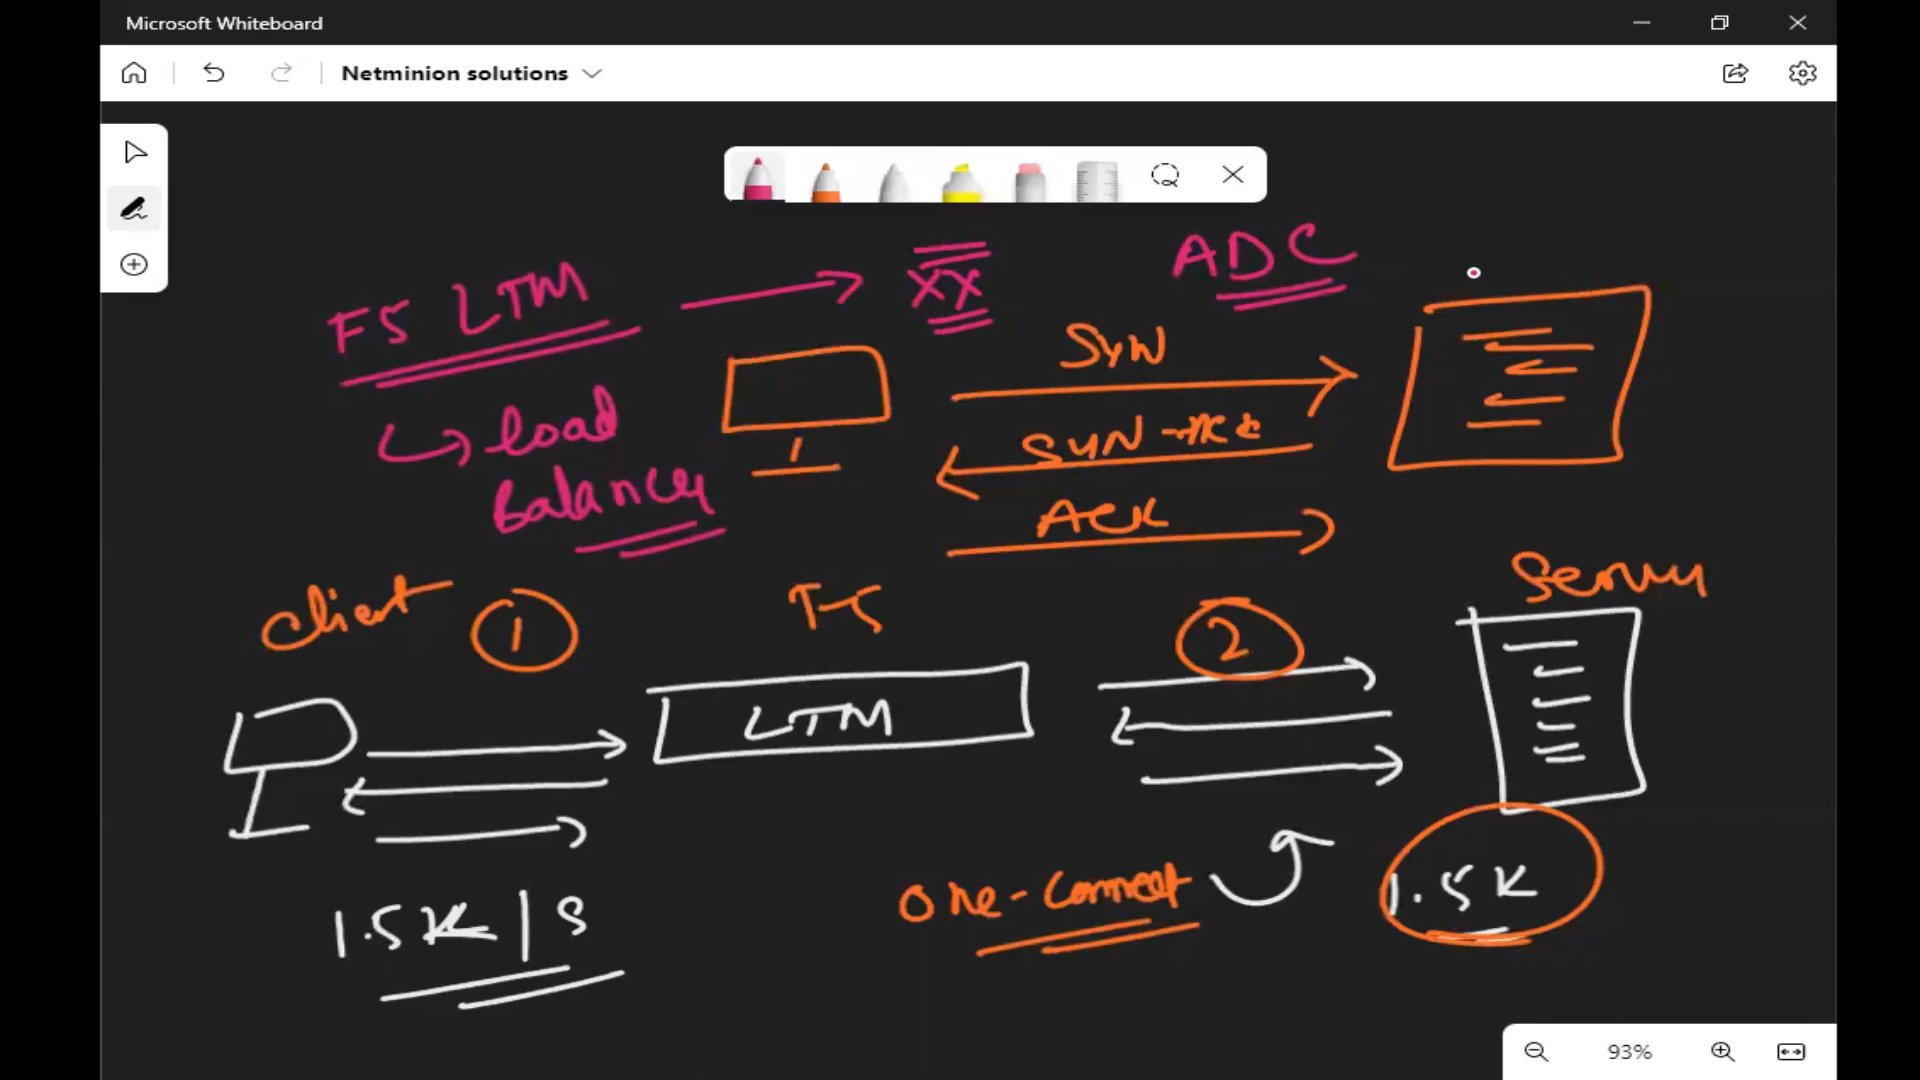 Microsoft Whiteboard
Netminion solutions
F5 LTM
XX
ADC
load
Balancer
SYN
SYN-ACK
ACK
Client
1
2
Server
LTM
1.5K/s
One-Connect
1.5K
93%